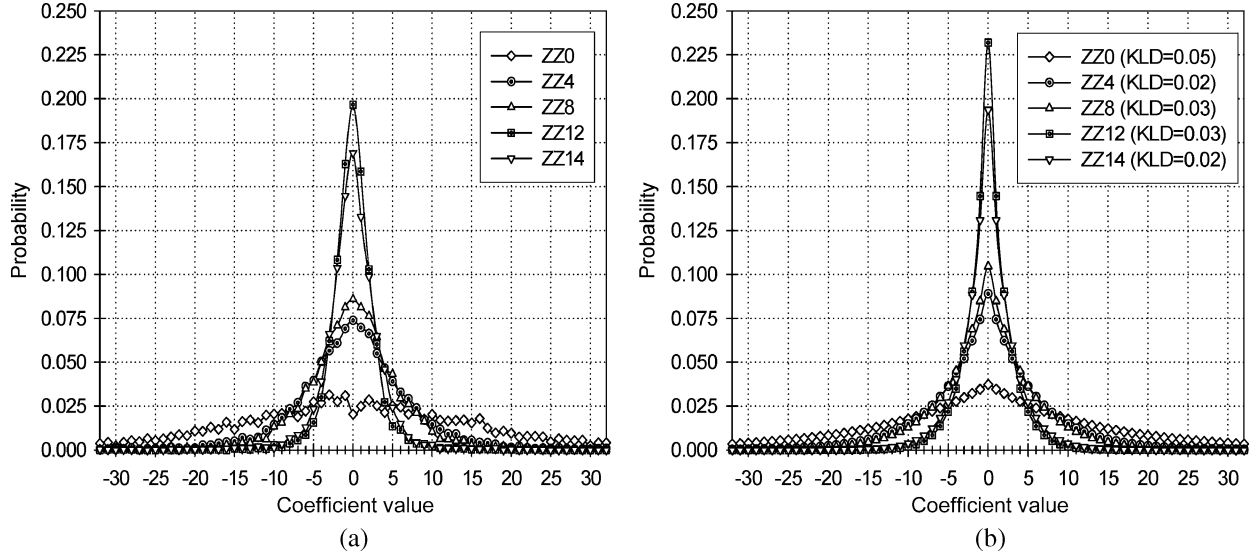 0.250
0.225
0.200
0.175
0.150
0.125
0.100
0.075
0.050
0.025
0.000
Probability
-30 -25 -20 -15 -10 -5 0 5 10 15 20 25 30
Coefficient value
ZZ0
ZZ4
ZZ8
ZZ12
ZZ14
(a)
0.250
0.225
0.200
0.175
0.150
0.125
0.100
0.075
0.050
0.025
0.000
Probability
-30 -25 -20 -15 -10 -5 0 5 10 15 20 25 30
Coefficient value
ZZ0 (KLD=0.05)
ZZ4 (KLD=0.02)
ZZ8 (KLD=0.03)
ZZ12 (KLD=0.03)
ZZ14 (KLD=0.02)
(b)